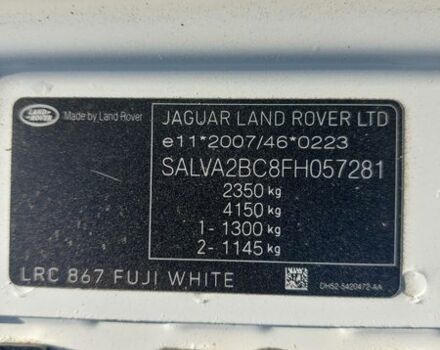 LAND ROVER
Made by Land Rover
JAGUAR LAND ROVER LTD
e11*2007/46*0223
SALVA2BC8FH057281
2350 kg
4150 kg
1- 1300 kg
2- 1145 kg
LRC 867 FUJI WHITE
DH52-5420472-AA